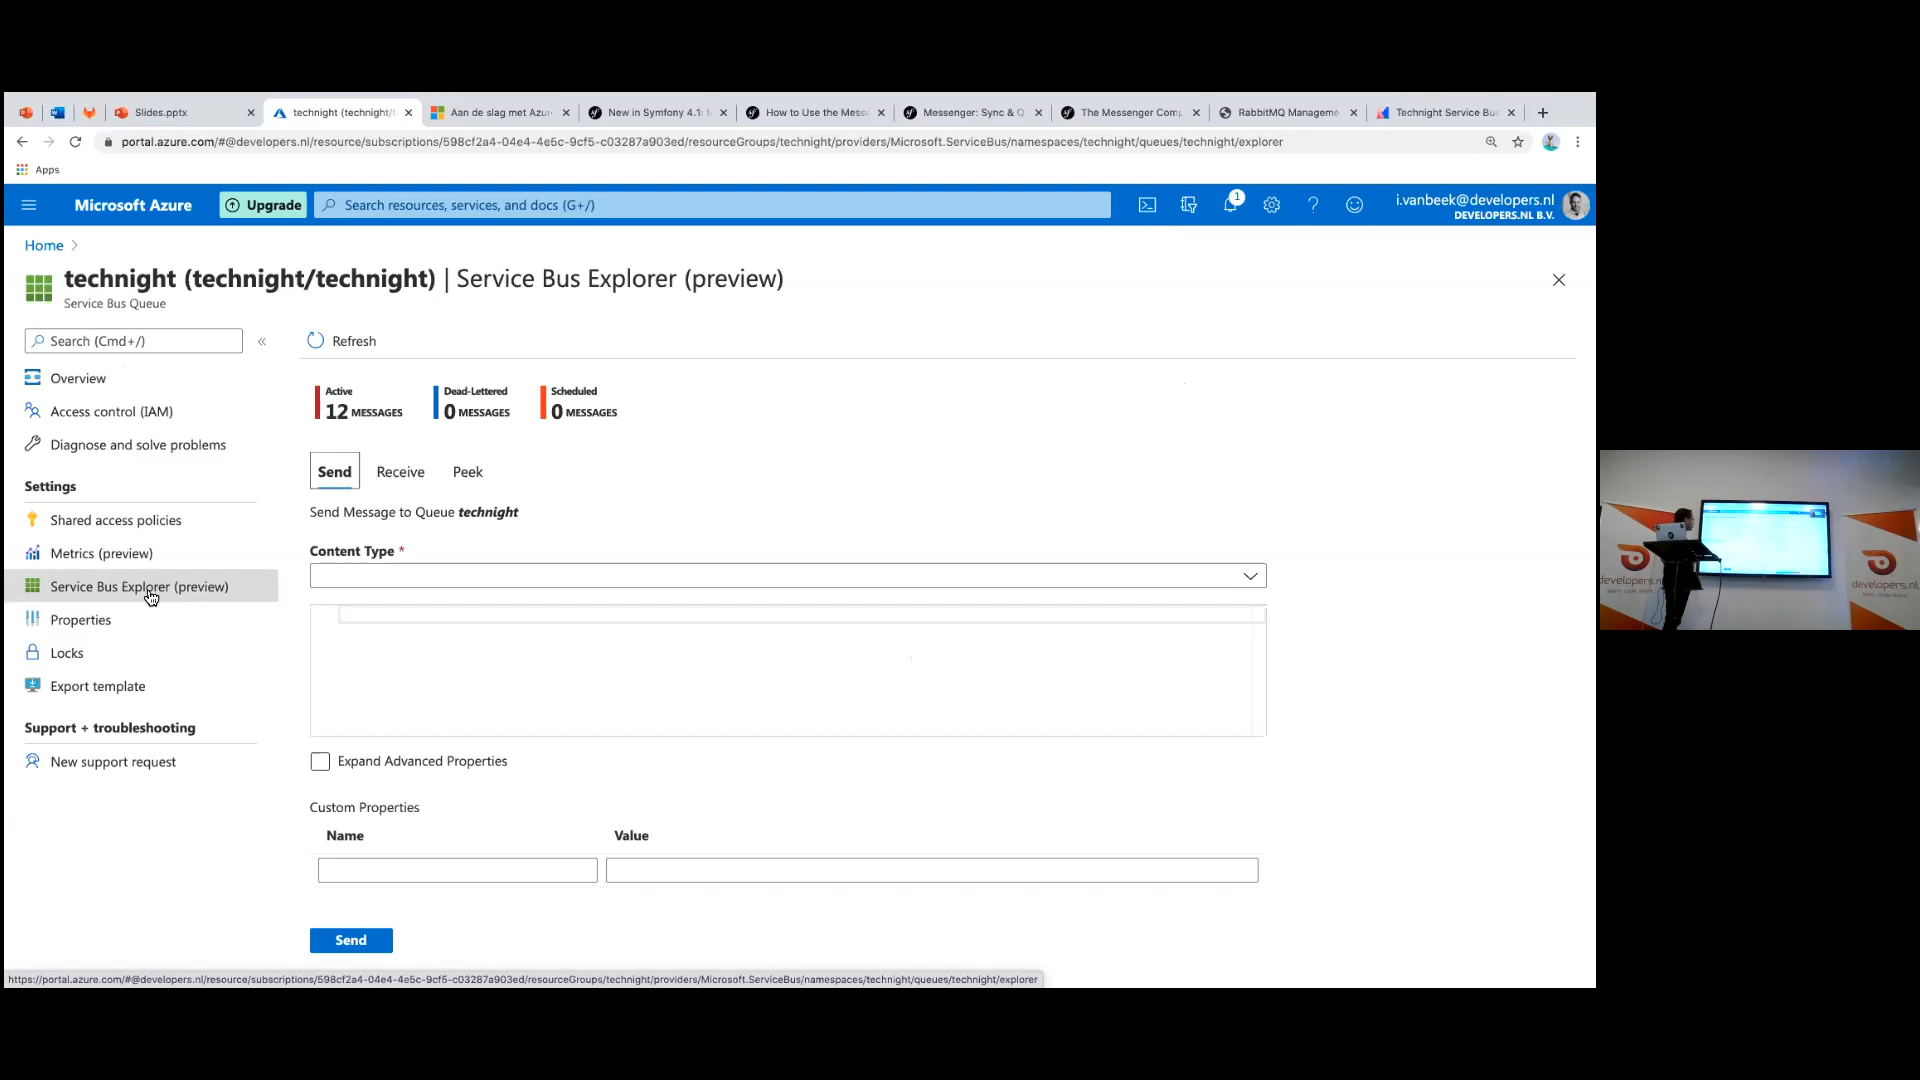 Slides.pptx
technight (technight/t
Aan de slag met Azur
New in Symfony 4.1: M
How to Use the Mess
Messenger: Sync & Q
The Messenger Comp
RabbitMQ Manageme
Technight Service Bus
portal.azure.com/#@developers.nl/resource/subscriptions/598cf2a4-04e4-4e5c-9cf5-c03287a903ed/resourceGroups/technight/providers/Microsoft.ServiceBus/namespaces/technight/queues/technight/explorer
Apps
Microsoft Azure
Upgrade
Search resources, services, and docs (G+/)
1
i.vanbeek@developers.nl
DEVELOPERS.NL B.V.
Home
technight (technight/technight) | Service Bus Explorer (preview)
Service Bus Queue
Search (Cmd+/)
«
Refresh
Overview
Access control (IAM)
Diagnose and solve problems
Settings
Shared access policies
Metrics (preview)
Service Bus Explorer (preview)
Properties
Locks
Export template
Support + troubleshooting
New support request
Active
12 MESSAGES
Dead-Lettered
0 MESSAGES
Scheduled
0 MESSAGES
Send
Receive
Peek
Send Message to Queue technight
Content Type *
Expand Advanced Properties
Custom Properties
Name
Value
Send
https://portal.azure.com/#@developers.nl/resource/subscriptions/598cf2a4-04e4-4e5c-9cf5-c03287a903ed/resourceGroups/technight/providers/Microsoft.ServiceBus/namespaces/technight/queues/technight/explorer
developers.nl
developers.nl